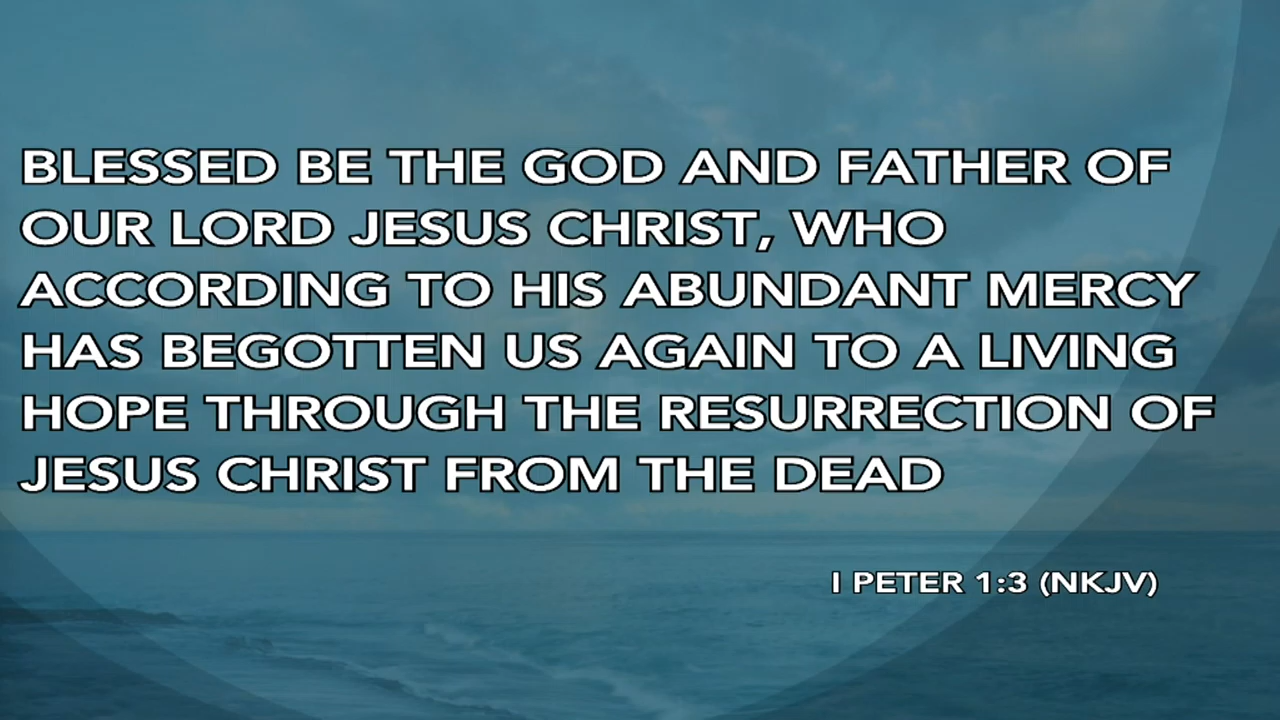 BLESSED BE THE GOD AND FATHER OF
OUR LORD JESUS CHRIST, WHO
ACCORDING TO HIS ABUNDANT MERCY
HAS BEGOTTEN US AGAIN TO A LIVING
HOPE THROUGH THE RESURRECTION OF
JESUS CHRIST FROM THE DEAD
I PETER 1:3 (NKJV)